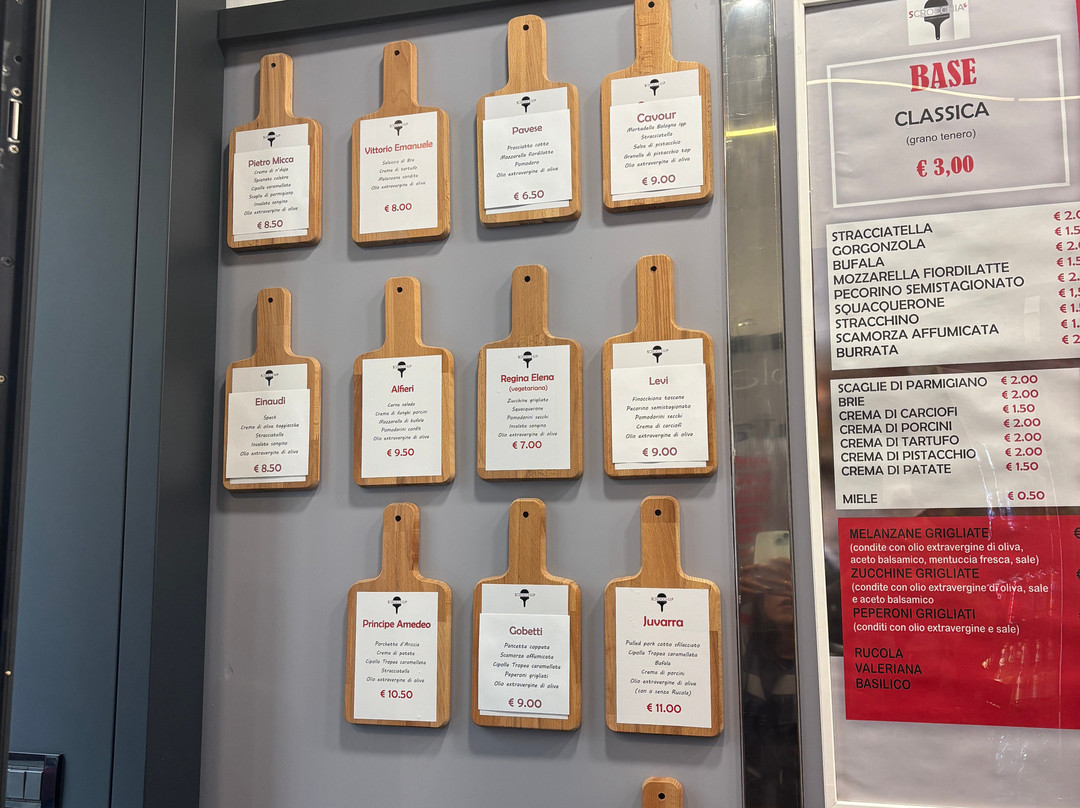 Pietro Micca
Crema di n'duja
Spianata calabra
Cipolla caramellata
Scaglie di parmigiano
Insalata songino
Olio extravergine di oliva
€ 8.50
Vittorio Emanuele
Salsiccia di Bra
Crema di tartufo
Melanzane condite
Olio extravergine di oliva
€ 8.00
Pavese
Prosciutto cotto
Mozzarella fiordilatte
Pomodoro
Olio extravergine di oliva
€ 6.50
Cavour
Mortadella Bologna igp
Stracciatella
Salsa di pistacchio
Granella di pistacchio top
Olio extravergine di oliva
€ 9.00
Einaudi
Speck
Crema di olive taggiasche
Stracciatella
Insalata songino
Olio extravergine di oliva
€ 8.50
Alfieri
Carne salada
Crema di funghi porcini
Mozzarella di bufala
Pomodorini confit
Olio extravergine di oliva
€ 9.50
Regina Elena
(vegetariana)
Zucchine grigliate
Squacquerone
Pomodorini secchi
Insalata songino
Olio extravergine di oliva
€ 7.00
Levi
Finocchiona toscana
Pecorino semistagionato
Pomodorini secchi
Crema di carciofi
Olio extravergine di oliva
€ 9.00
Principe Amedeo
Porchetta d'Ariccia
Crema di patate
Cipolla Tropea caramellata
Stracciatella
Olio extravergine di oliva
€ 10.50
Gobetti
Pancetta coppata
Scamorza affumicata
Cipolla Tropea caramellata
Peperoni grigliati
Olio extravergine di oliva
€ 9.00
Juvarra
Pulled pork cotto sfilacciato
Cipolla Tropea caramellata
Bufala
Crema di porcini
Olio extravergine di oliva
(con o senza Rucola)
€ 11.00
BASE
CLASSICA
(grano tenero)
€ 3,00
STRACCIATELLA
GORGONZOLA
BUFALA
MOZZARELLA FIORDILATTE
PECORINO SEMISTAGIONATO
SQUACQUERONE
STRACCHINO
SCAMORZA AFFUMICATA
BURRATA
SCAGLIE DI PARMIGIANO € 2.00
BRIE € 2.00
CREMA DI CARCIOFI € 1.50
CREMA DI PORCINI € 2.00
CREMA DI TARTUFO € 2.00
CREMA DI PISTACCHIO € 2.00
CREMA DI PATATE € 1.50
MIELE € 0.50
MELANZANE GRIGLIATE
(condite con olio extravergine di oliva,
aceto balsamico, mentuccia fresca, sale)
ZUCCHINE GRIGLIATE
(condite con olio extravergine di oliva, sale
e aceto balsamico
PEPERONI GRIGLIATI
(conditi con olio extravergine e sale)
RUCOLA
VALERIANA
BASILICO